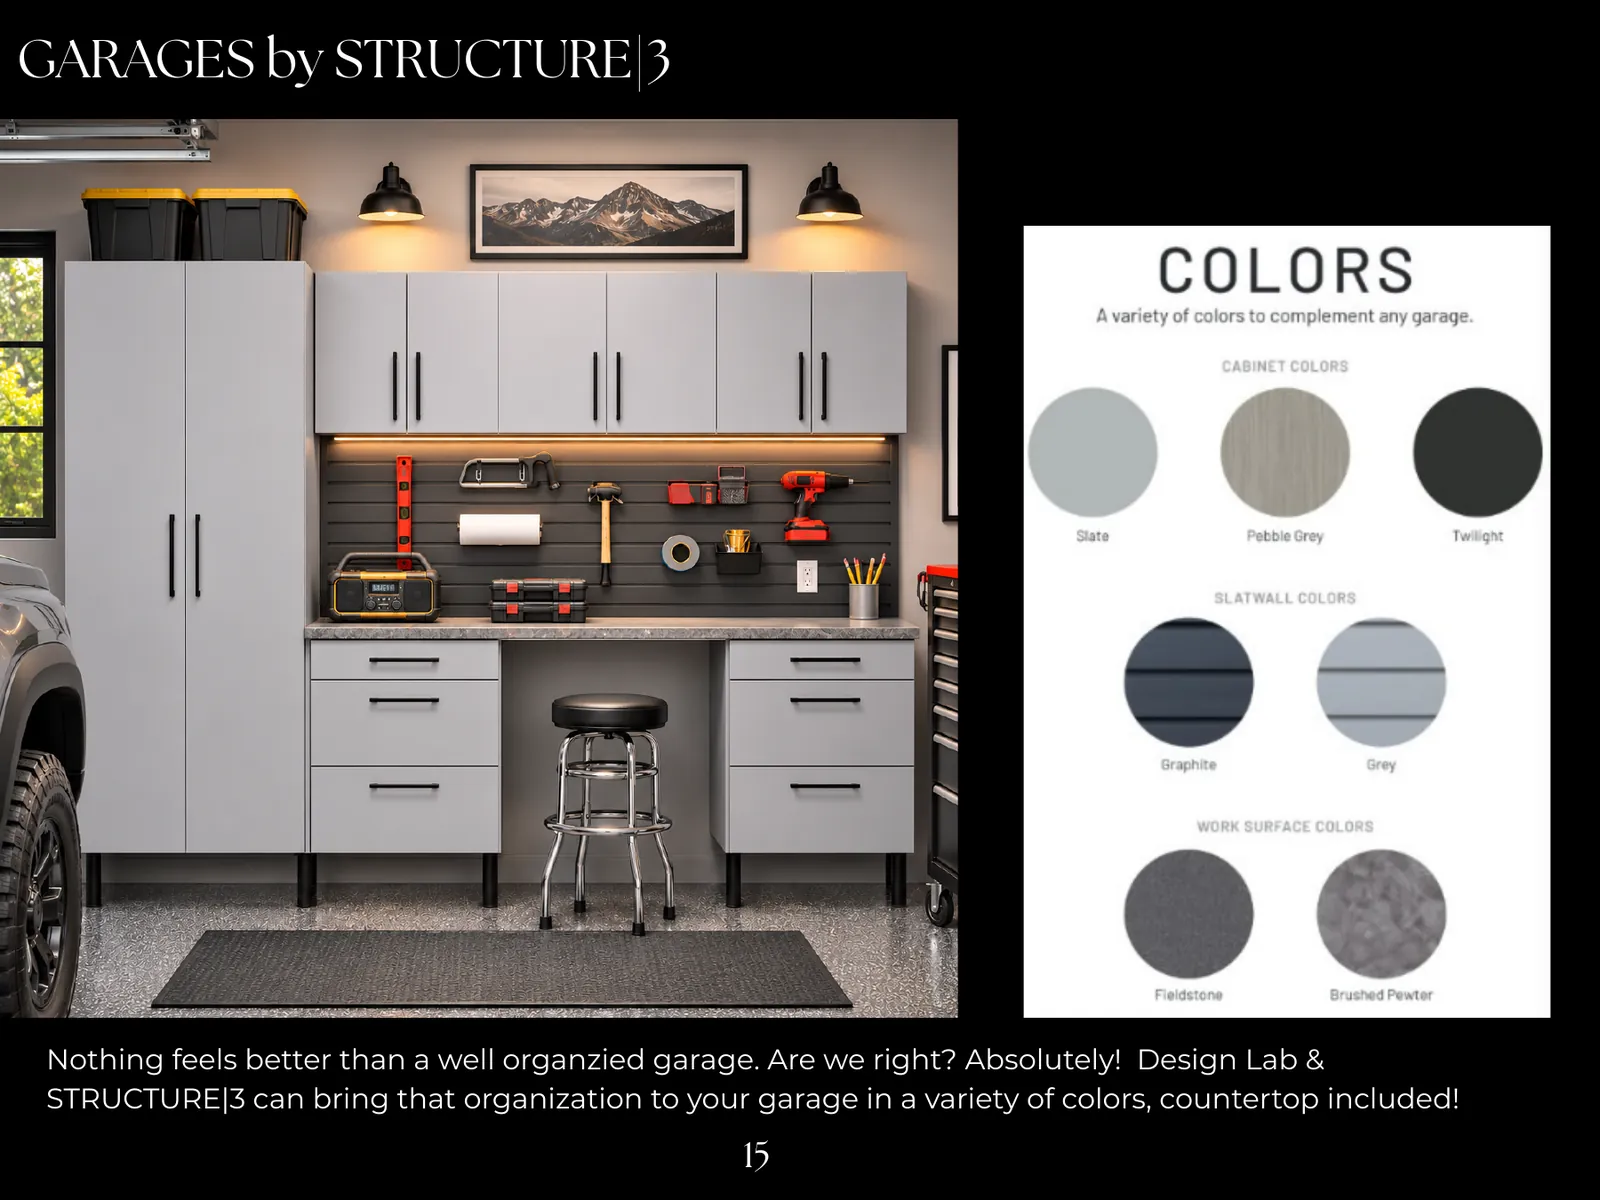 GARAGES by STRUCTURE|3
COLORS
A variety of colors to complement any garage.
CABINET COLORS
Slate
Pebble Grey
Twilight
SLATWALL COLORS
Graphite
Grey
WORK SURFACE COLORS
Fieldstone
Brushed Pewter
Nothing feels better than a well organzied garage. Are we right? Absolutely! Design Lab &
STRUCTURE|3 can bring that organization to your garage in a variety of colors, countertop included!
15